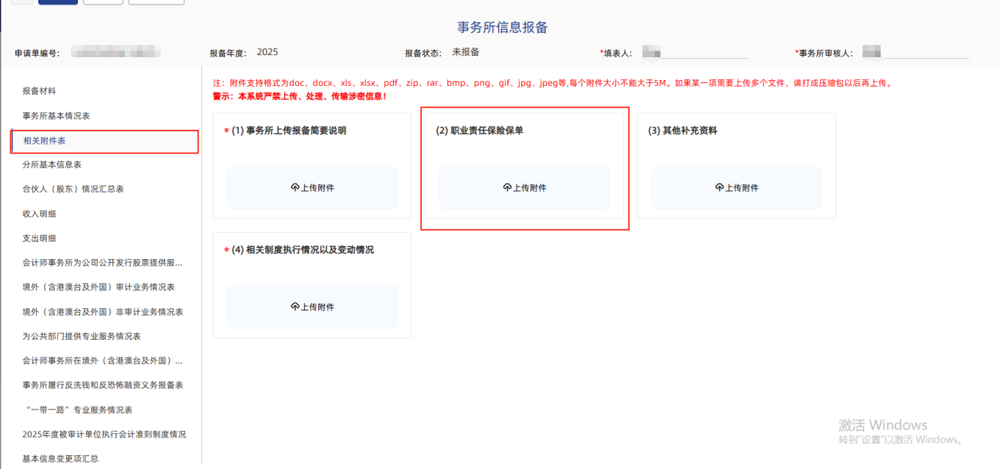 事务所信息报备
申请单编号：
报备年度： 2025
报备状态： 未报备
*填表人：
*事务所审核人：
报备材料
事务所基本情况表
相关附件表
分所基本信息表
合伙人（股东）情况汇总表
收入明细
支出明细
会计师事务所为公司公开发行股票提供服...
境外（含港澳台及外国）审计业务情况表
境外（含港澳台及外国）非审计业务情况表
为公共部门提供专业服务情况表
会计师事务所在境外（含港澳台及外国）...
事务所履行反洗钱和反恐怖融资义务报备表
“一带一路”专业服务情况表
2025年度被审计单位执行会计准则制度情况
基本信息变更项汇总
注：附件支持格式为doc、docx、xls、xlsx、pdf、zip、rar、bmp、png、gif、jpg、jpeg等,每个附件大小不能大于5M。如果某一项需要上传多个文件，请打成压缩包以后再上传。
警示：本系统严禁上传、处理、传输涉密信息！
* (1) 事务所上传报备简要说明
上传附件
(2) 职业责任保险保单
上传附件
(3) 其他补充资料
上传附件
* (4) 相关制度执行情况以及变动情况
上传附件
激活 Windows
转到“设置”以激活 Windows。